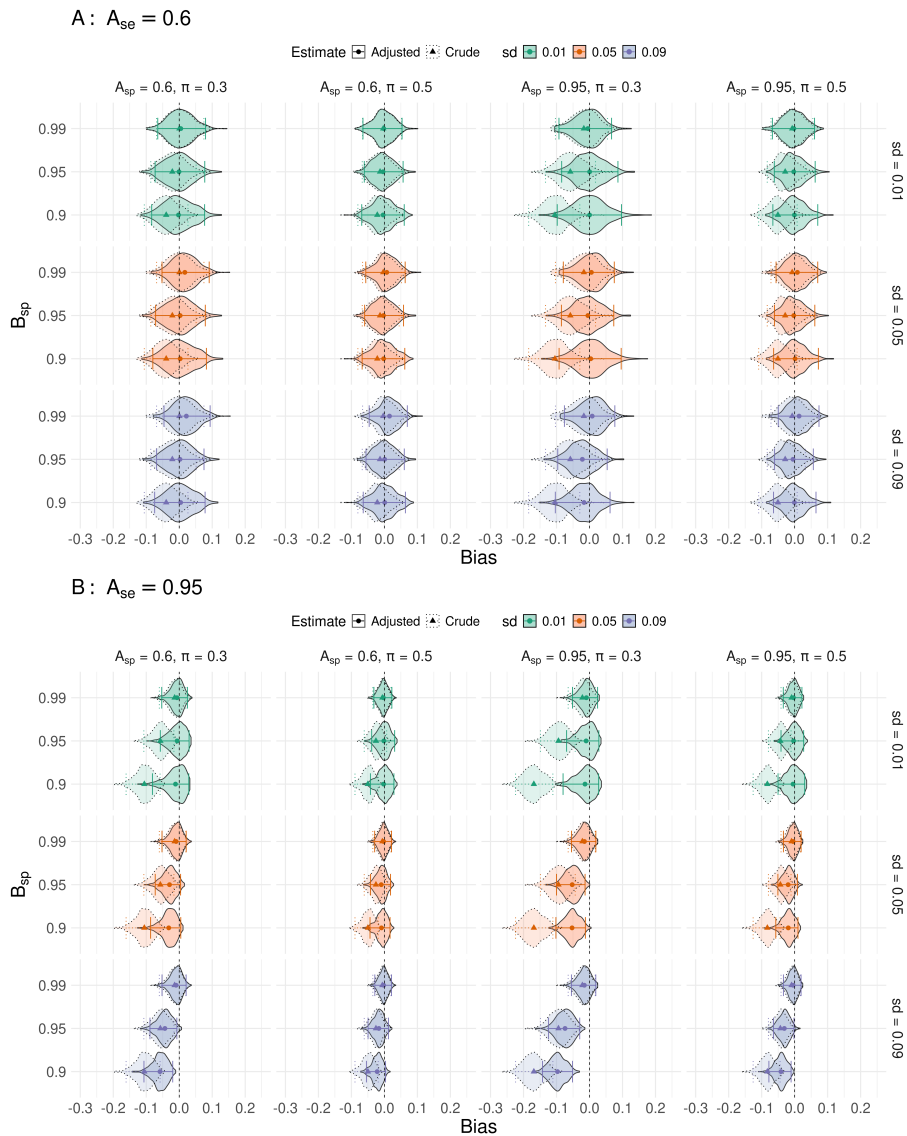 A: Ase = 0.6
Estimate Adjusted Crude sd 0.01 0.05 0.09
Asp = 0.6, π = 0.3 Asp = 0.6, π = 0.5 Asp = 0.95, π = 0.3 Asp = 0.95, π = 0.5
0.99
0.95
0.9
sd = 0.01
0.99
0.95
0.9
sd = 0.05
Bsp
0.99
0.95
0.9
sd = 0.09
-0.3 -0.2 -0.1 0.0 0.1 0.2 -0.3 -0.2 -0.1 0.0 0.1 0.2 -0.3 -0.2 -0.1 0.0 0.1 0.2 -0.3 -0.2 -0.1 0.0 0.1 0.2
Bias
B: Ase = 0.95
Estimate Adjusted Crude sd 0.01 0.05 0.09
Asp = 0.6, π = 0.3 Asp = 0.6, π = 0.5 Asp = 0.95, π = 0.3 Asp = 0.95, π = 0.5
0.99
0.95
0.9
sd = 0.01
0.99
0.95
0.9
sd = 0.05
Bsp
0.99
0.95
0.9
sd = 0.09
-0.3 -0.2 -0.1 0.0 0.1 0.2 -0.3 -0.2 -0.1 0.0 0.1 0.2 -0.3 -0.2 -0.1 0.0 0.1 0.2 -0.3 -0.2 -0.1 0.0 0.1 0.2
Bias